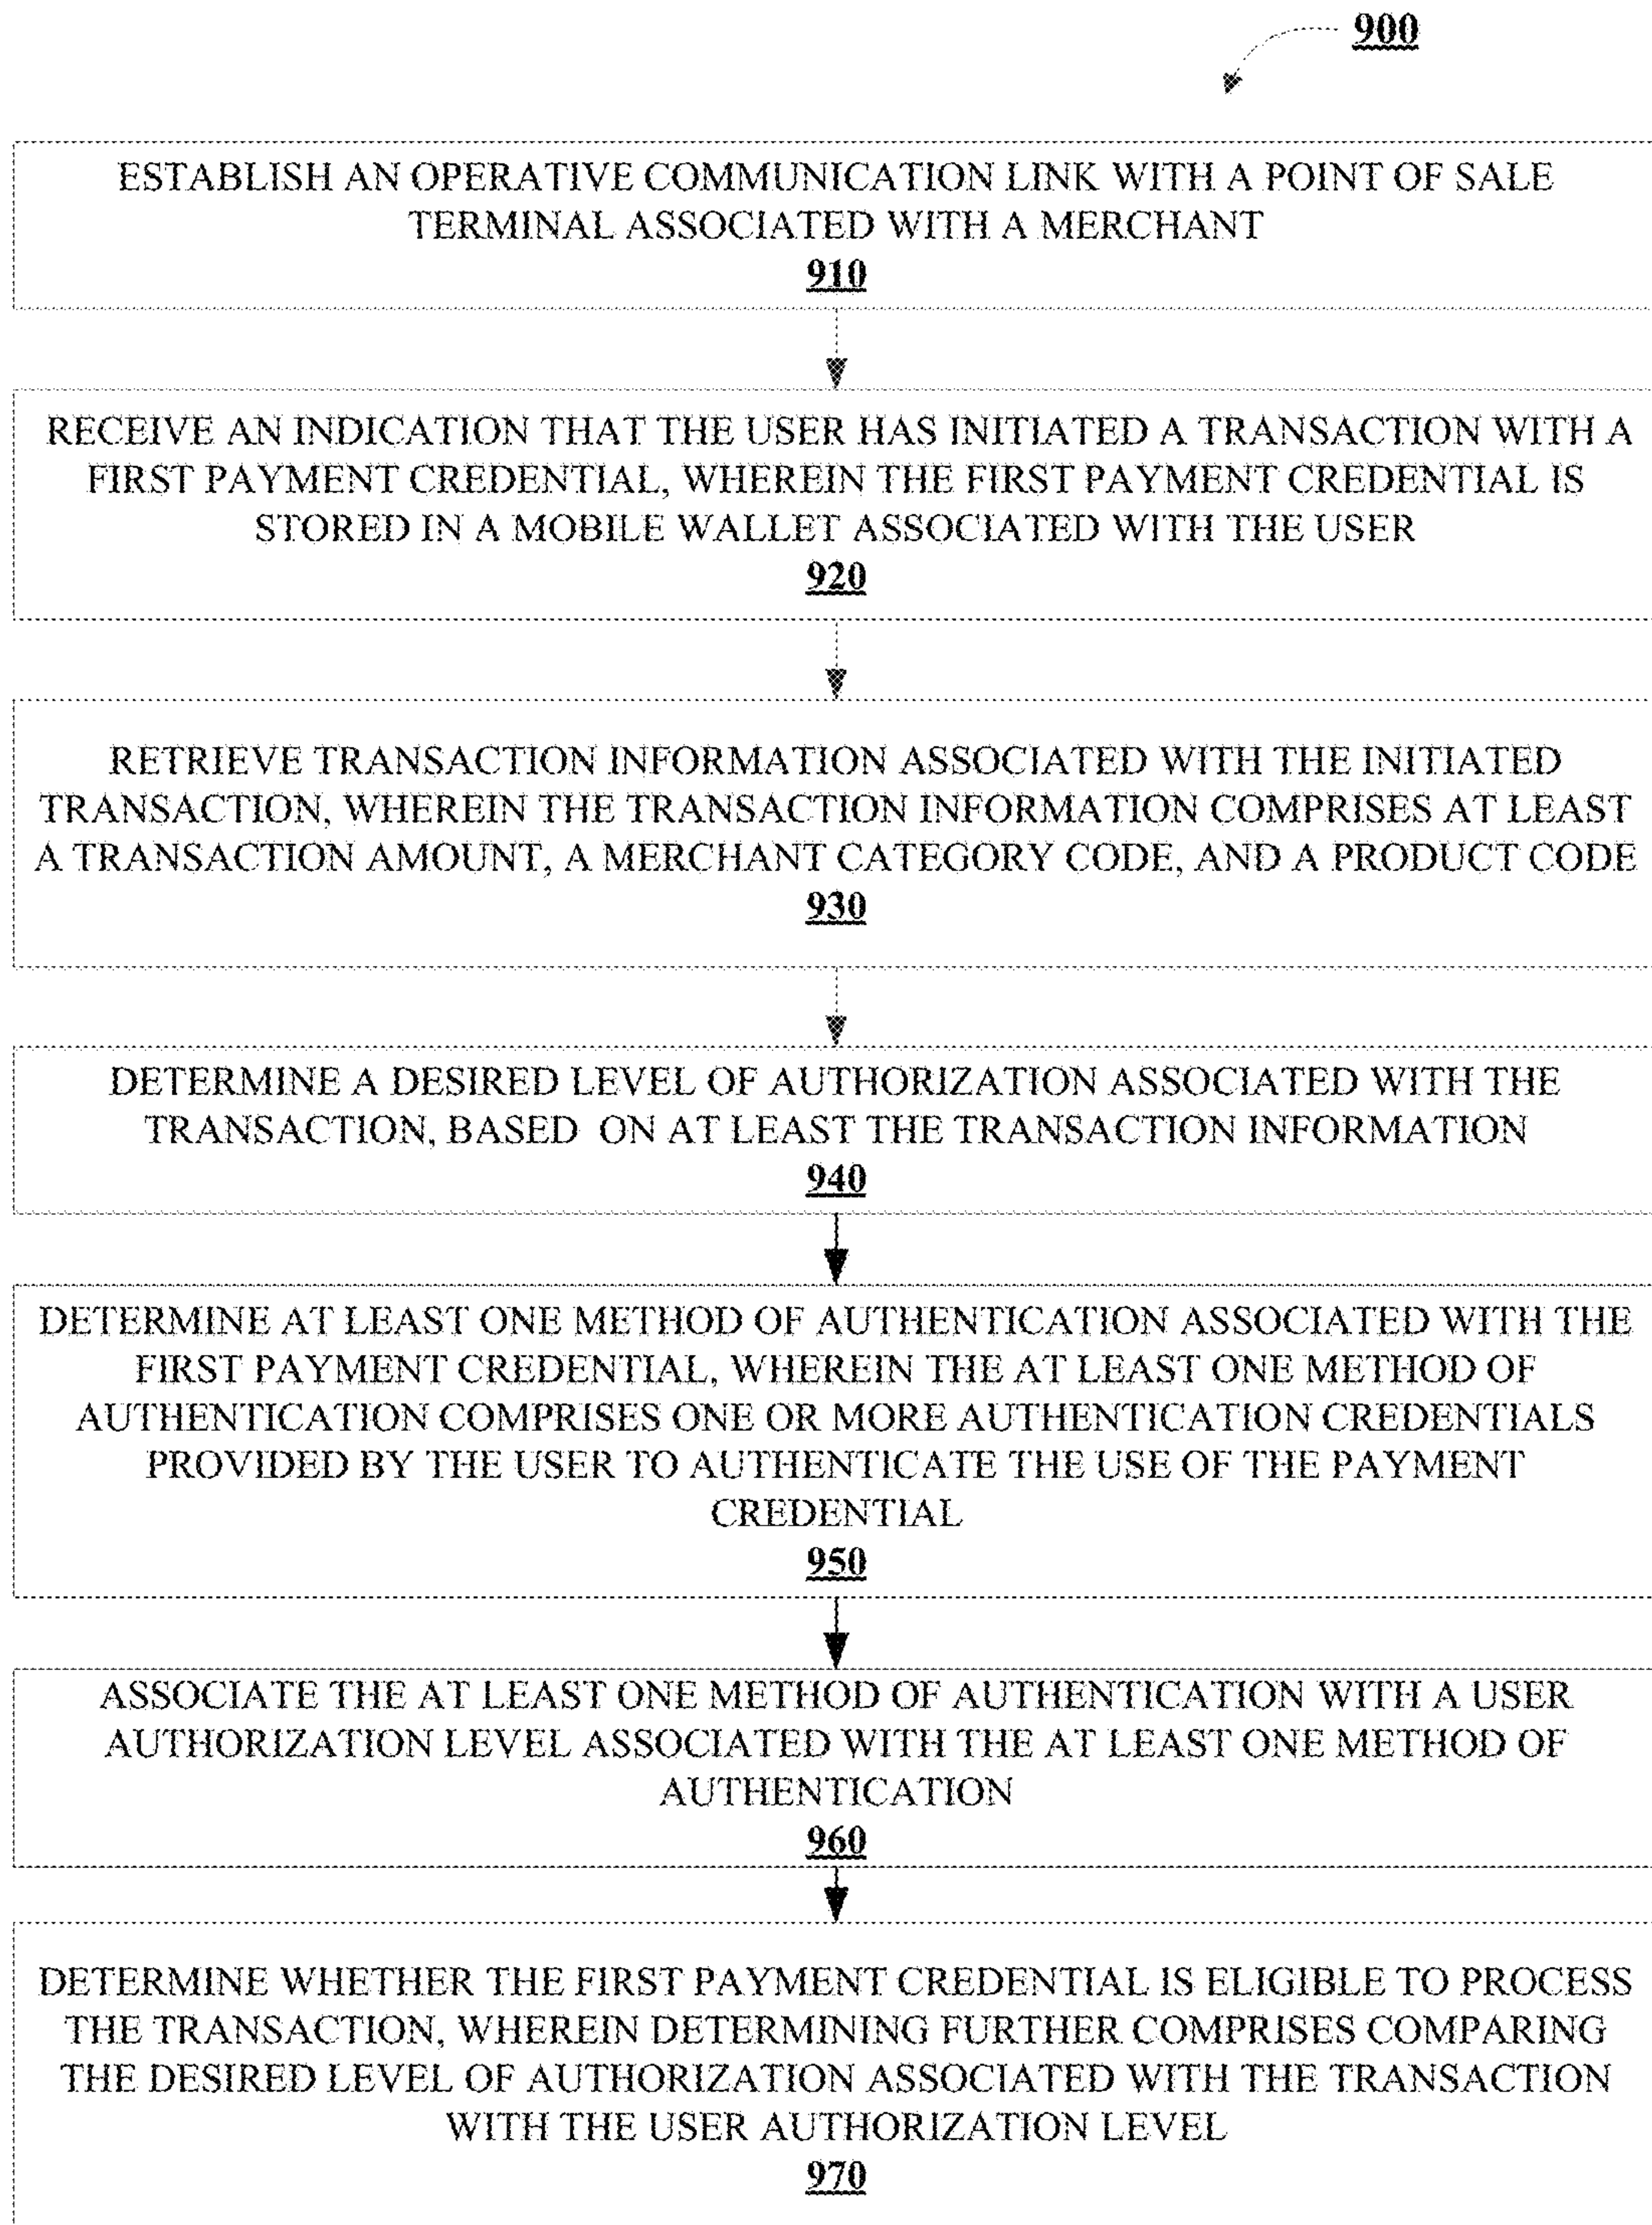 900
ESTABLISH AN OPERATIVE COMMUNICATION LINK WITH A POINT OF SALE
TERMINAL ASSOCIATED WITH A MERCHANT
910
RECEIVE AN INDICATION THAT THE USER HAS INITIATED A TRANSACTION WITH A
FIRST PAYMENT CREDENTIAL, WHEREIN THE FIRST PAYMENT CREDENTIAL IS
STORED IN A MOBILE WALLET ASSOCIATED WITH THE USER
920
RETRIEVE TRANSACTION INFORMATION ASSOCIATED WITH THE INITIATED
TRANSACTION, WHEREIN THE TRANSACTION INFORMATION COMPRISES AT LEAST
A TRANSACTION AMOUNT, A MERCHANT CATEGORY CODE, AND A PRODUCT CODE
930
DETERMINE A DESIRED LEVEL OF AUTHORIZATION ASSOCIATED WITH THE
TRANSACTION, BASED ON AT LEAST THE TRANSACTION INFORMATION
940
DETERMINE AT LEAST ONE METHOD OF AUTHENTICATION ASSOCIATED WITH THE
FIRST PAYMENT CREDENTIAL, WHEREIN THE AT LEAST ONE METHOD OF
AUTHENTICATION COMPRISES ONE OR MORE AUTHENTICATION CREDENTIALS
PROVIDED BY THE USER TO AUTHENTICATE THE USE OF THE PAYMENT
CREDENTIAL
950
ASSOCIATE THE AT LEAST ONE METHOD OF AUTHENTICATION WITH A USER
AUTHORIZATION LEVEL ASSOCIATED WITH THE AT LEAST ONE METHOD OF
AUTHENTICATION
960
DETERMINE WHETHER THE FIRST PAYMENT CREDENTIAL IS ELIGIBLE TO PROCESS
THE TRANSACTION, WHEREIN DETERMINING FURTHER COMPRISES COMPARING
THE DESIRED LEVEL OF AUTHORIZATION ASSOCIATED WITH THE TRANSACTION
WITH THE USER AUTHORIZATION LEVEL
970